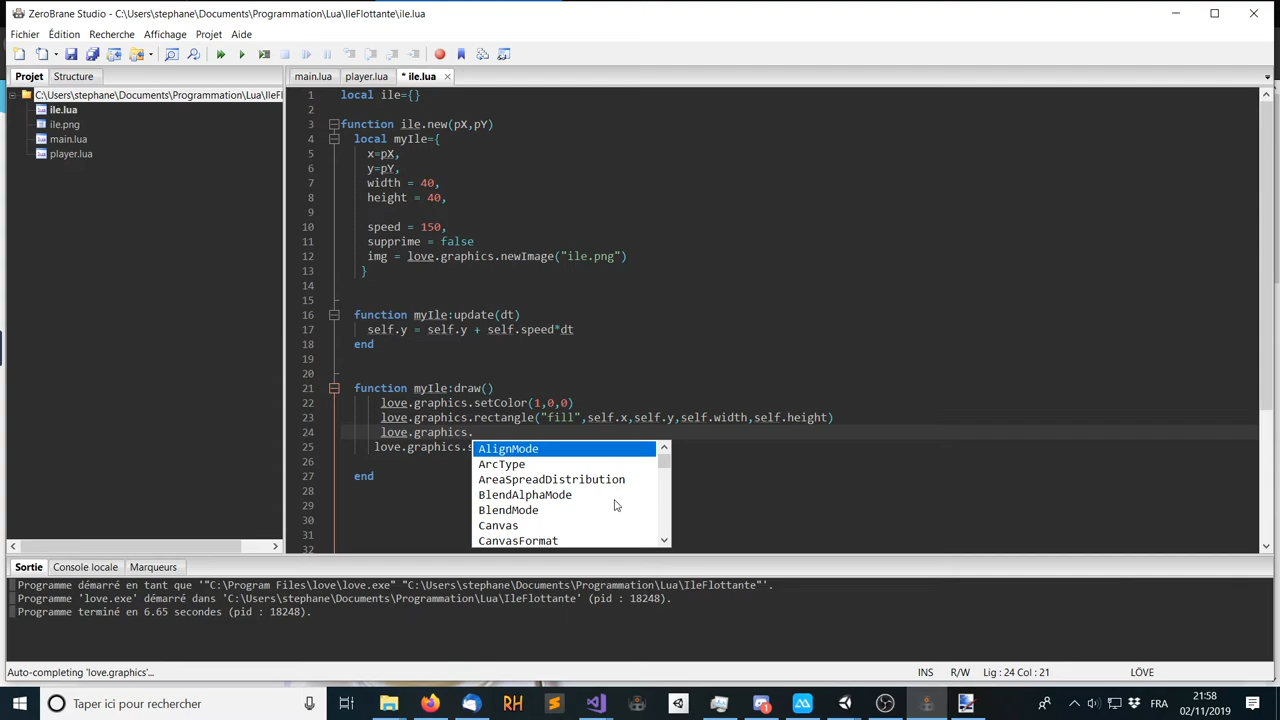 ZeroBrane Studio - C:\Users\stephane\Documents\Programmation\Lua\IleFlottante\ile.lua
Fichier Édition Recherche Affichage Projet Aide
Projet Structure
main.lua player.lua * ile.lua
C:\Users\stephane\Documents\Programmation\Lua\IleFl
ile.lua
ile.png
main.lua
player.lua
1 local ile={}
2
3 function ile.new(pX,pY)
4 local myIle={
5 x=pX,
6 y=pY,
7 width = 40,
8 height = 40,
9
10 speed = 150,
11 supprime = false
12 img = love.graphics.newImage("ile.png")
13 }
14
15
16 function myIle:update(dt)
17 self.y = self.y + self.speed*dt
18 end
19
20
21 function myIle:draw()
22 love.graphics.setColor(1,0,0)
23 love.graphics.rectangle("fill",self.x,self.y,self.width,self.height)
24 love.graphics.
25 love.graphics.s
26
27 end
28
29
30
31
32
AlignMode
ArcType
AreaSpreadDistribution
BlendAlphaMode
BlendMode
Canvas
CanvasFormat
Sortie Console locale Marqueurs
Programme démarré en tant que '"C:\Program Files\love\love.exe" "C:\Users\stephane\Documents\Programmation\Lua\IleFlottante"'.
Programme 'love.exe' démarré dans 'C:\Users\stephane\Documents\Programmation\Lua\IleFlottante' (pid : 18248).
Programme terminé en 6.65 secondes (pid : 18248).
Auto-completing 'love.graphics'... INS R/W Lig : 24 Col : 21 LÖVE
Taper ici pour rechercher
RH
FR
21:58
02/11/2019